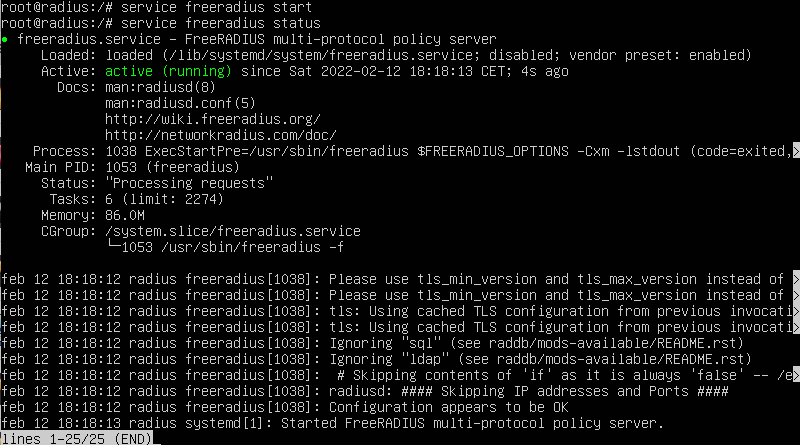 root@radius:/# service freeradius start
root@radius:/# service freeradius status
● freeradius.service - FreeRADIUS multi-protocol policy server
Loaded: loaded (/lib/systemd/system/freeradius.service; disabled; vendor preset: enabled)
Active: active (running) since Sat 2022-02-12 18:18:13 CET; 4s ago
Docs: man:radiusd(8)
man:radiusd.conf(5)
http://wiki.freeradius.org/
http://networkradius.com/doc/
Process: 1038 ExecStartPre=/usr/sbin/freeradius $FREERADIUS_OPTIONS -Cxm -lstdout (code=exited,>
Main PID: 1053 (freeradius)
Status: "Processing requests"
Tasks: 6 (limit: 2274)
Memory: 86.0M
CGroup: /system.slice/freeradius.service
└─1053 /usr/sbin/freeradius -f
feb 12 18:18:12 radius freeradius[1038]: Please use tls_min_version and tls_max_version instead of >
feb 12 18:18:12 radius freeradius[1038]: Please use tls_min_version and tls_max_version instead of >
feb 12 18:18:12 radius freeradius[1038]: tls: Using cached TLS configuration from previous invocati>
feb 12 18:18:12 radius freeradius[1038]: tls: Using cached TLS configuration from previous invocati>
feb 12 18:18:12 radius freeradius[1038]: Ignoring "sql" (see raddb/mods-available/README.rst)
feb 12 18:18:12 radius freeradius[1038]: Ignoring "ldap" (see raddb/mods-available/README.rst)
feb 12 18:18:12 radius freeradius[1038]:  # Skipping contents of 'if' as it is always 'false' -- /e>
feb 12 18:18:12 radius freeradius[1038]: radiusd: #### Skipping IP addresses and Ports ####
feb 12 18:18:12 radius freeradius[1038]: Configuration appears to be OK
feb 12 18:18:13 radius systemd[1]: Started FreeRADIUS multi-protocol policy server.
lines 1-25/25 (END)